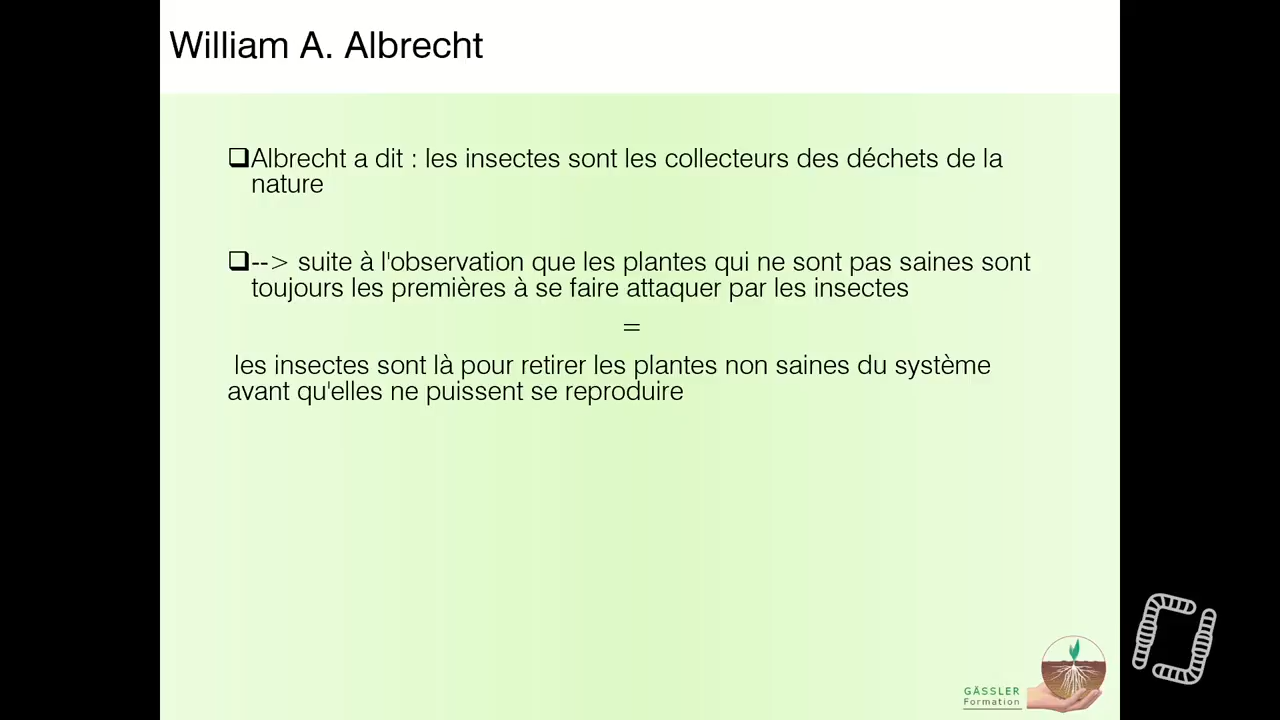 William A. Albrecht
❑Albrecht a dit : les insectes sont les collecteurs des déchets de la
nature
❑--> suite à l'observation que les plantes qui ne sont pas saines sont
toujours les premières à se faire attaquer par les insectes
=
les insectes sont là pour retirer les plantes non saines du système
avant qu'elles ne puissent se reproduire
GÄSSLER
Formation